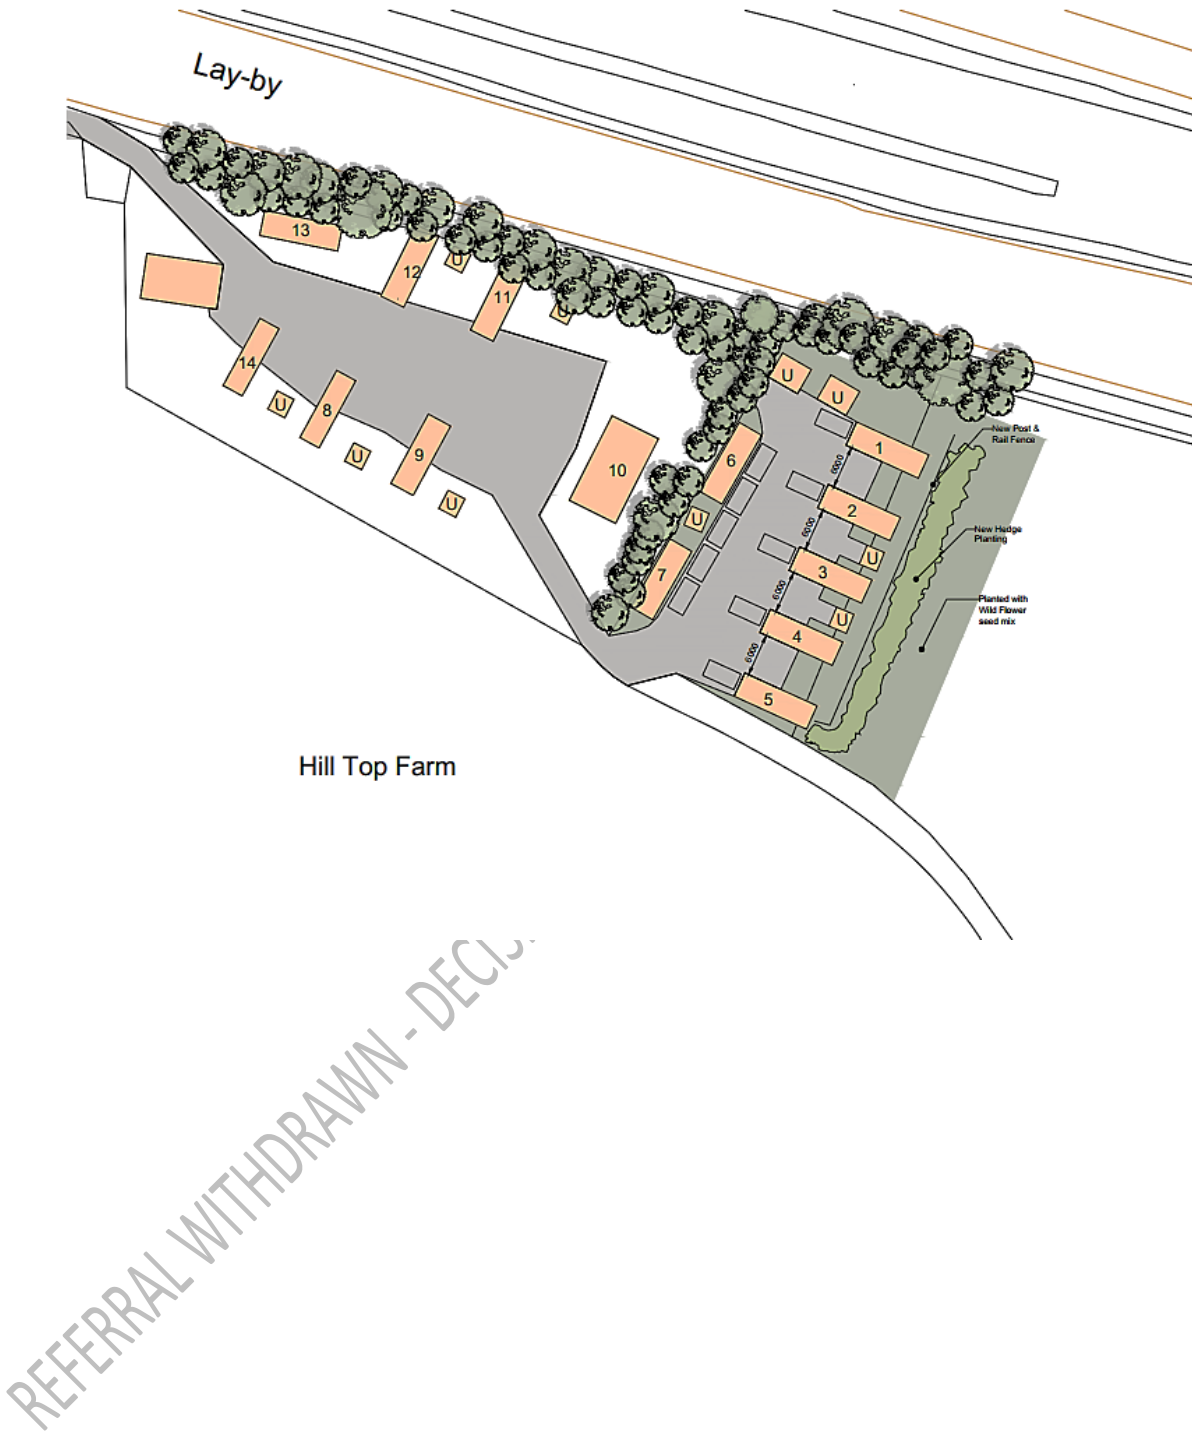 Lay-by
13
12
U
11
U
14
U
8
U
9
U
10
U
U
1
New Post &
Rail Fence
6
6000
2
U
6000
New Hedge
Planting
U
3
7
6000
Planted with
Wild Flower
seed mix
U
4
6000
5
Hill Top Farm
REFERRAL WITHDRAWN - DECIS